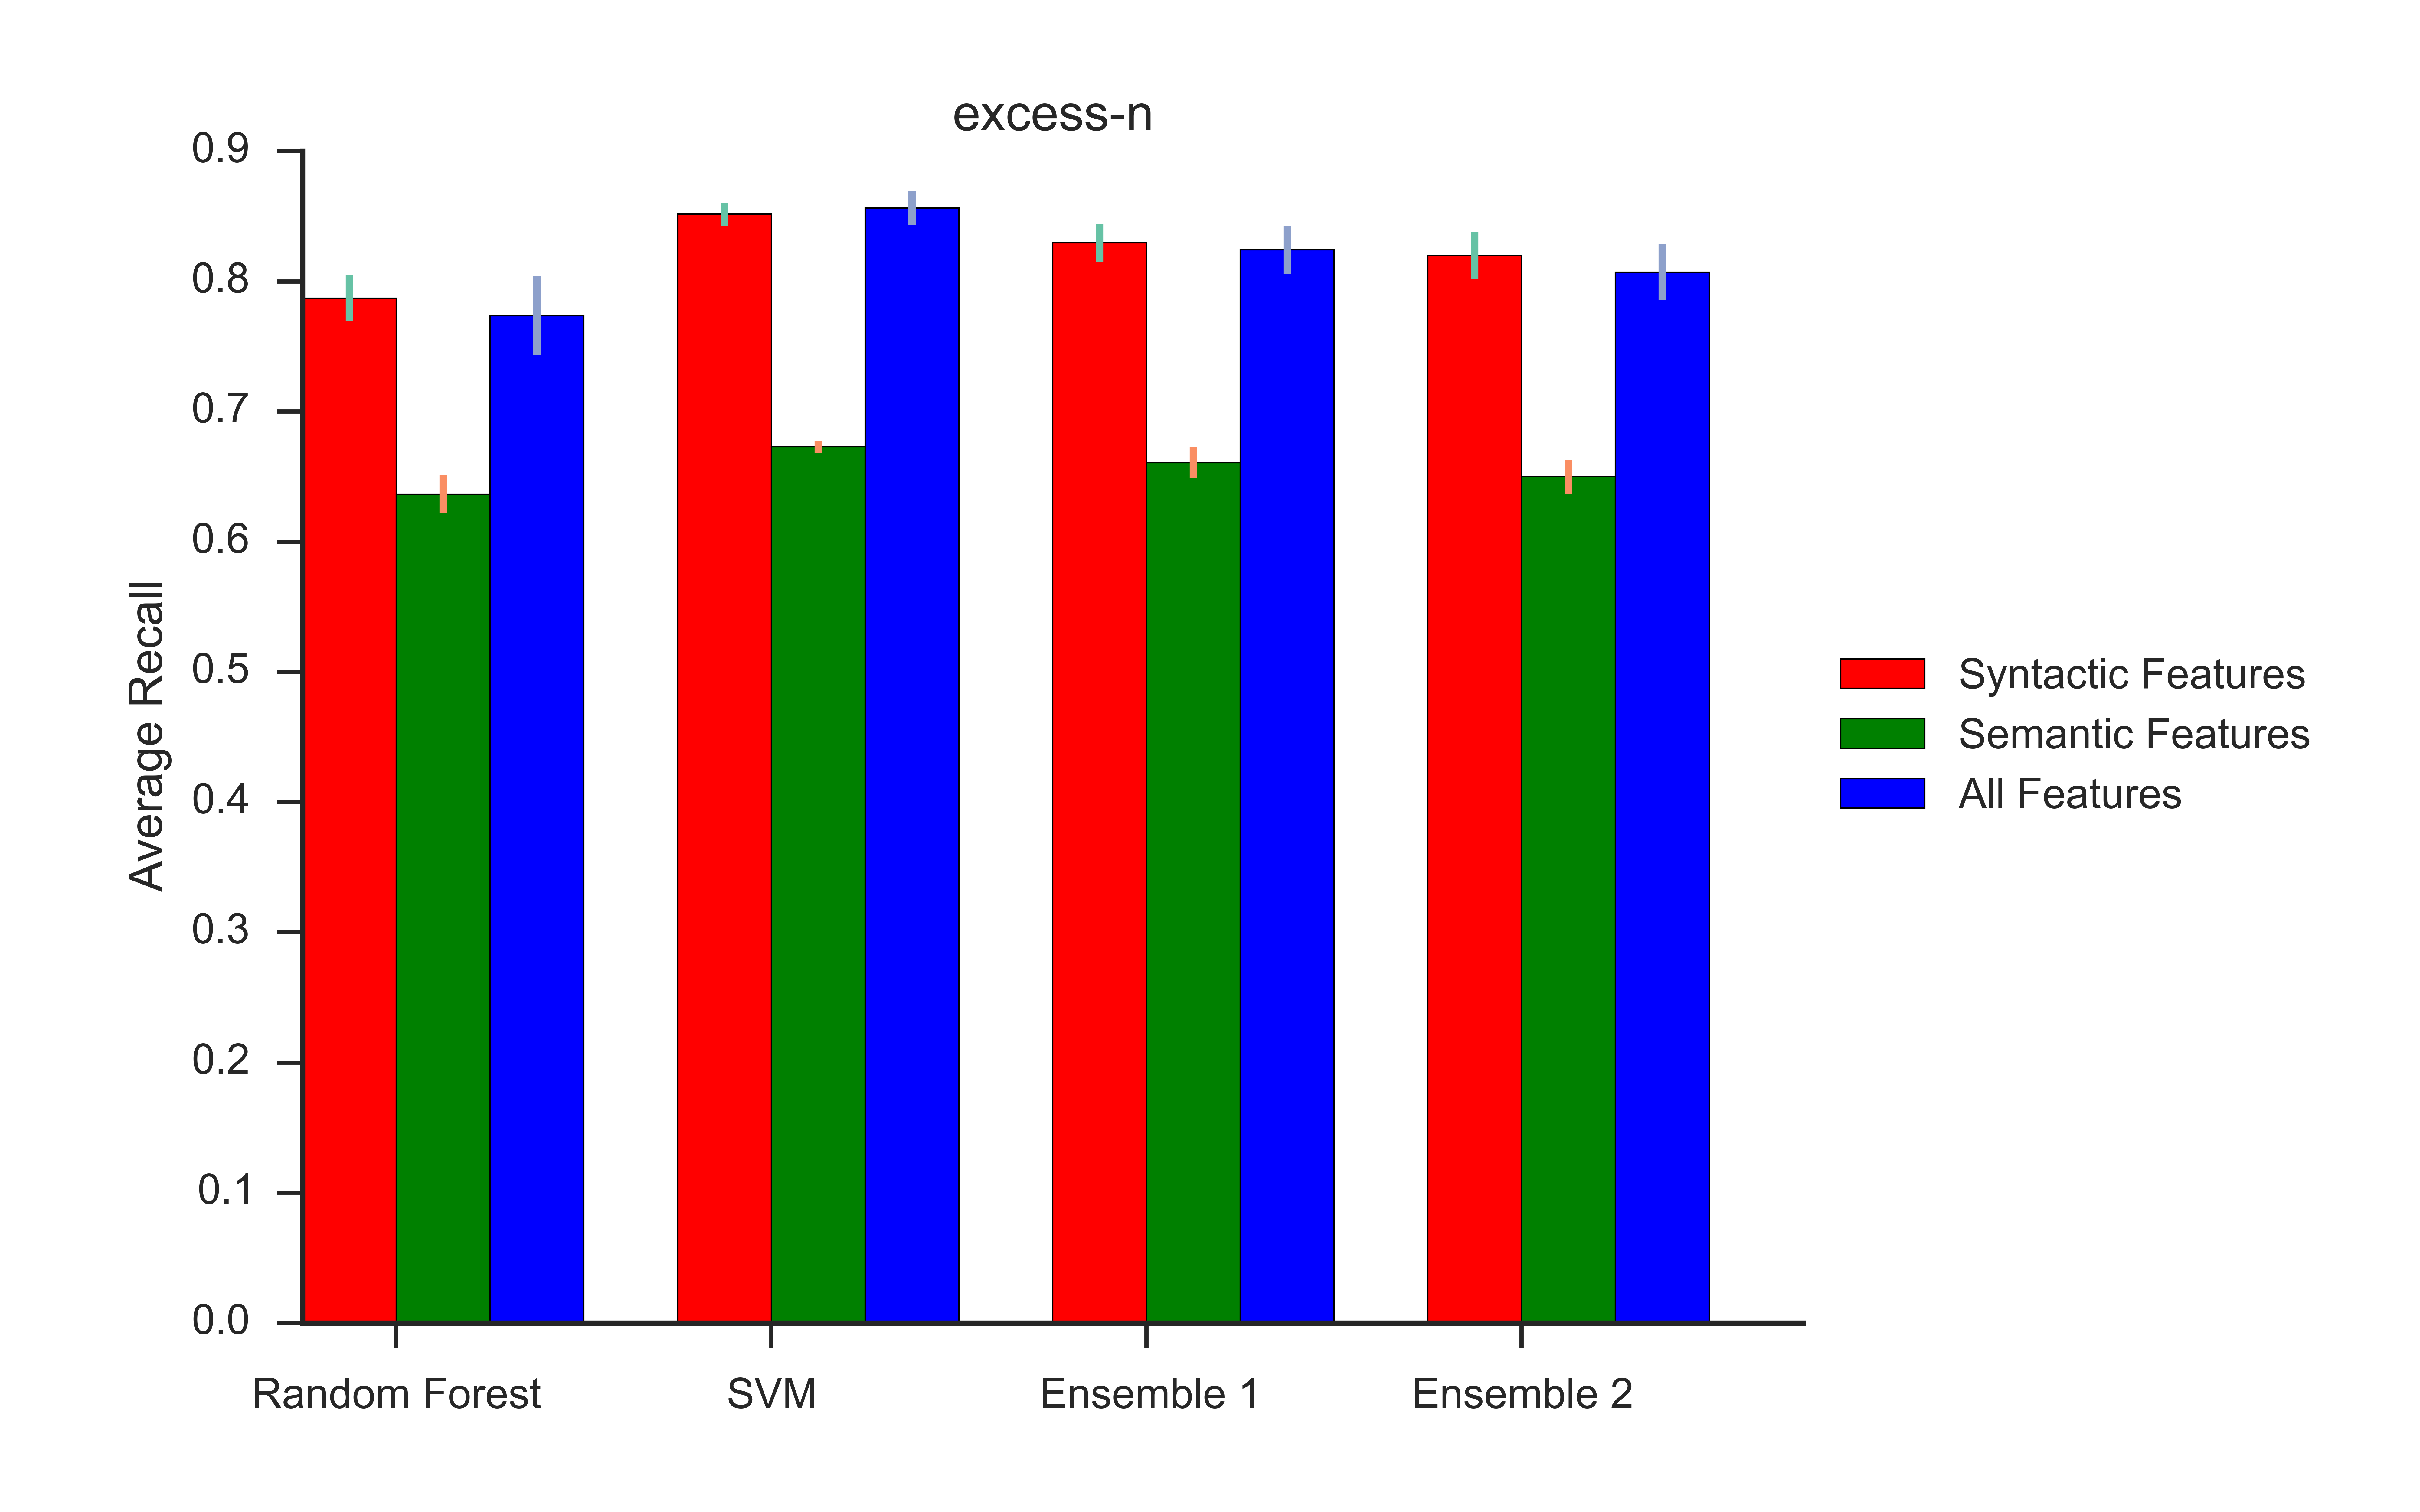 excess-n
0.9
0.8
0.7
0.6
0.5
0.4
0.3
0.2
0.1
0.0
Average Recall
Random Forest
SVM
Ensemble 1
Ensemble 2
Syntactic Features
Semantic Features
All Features